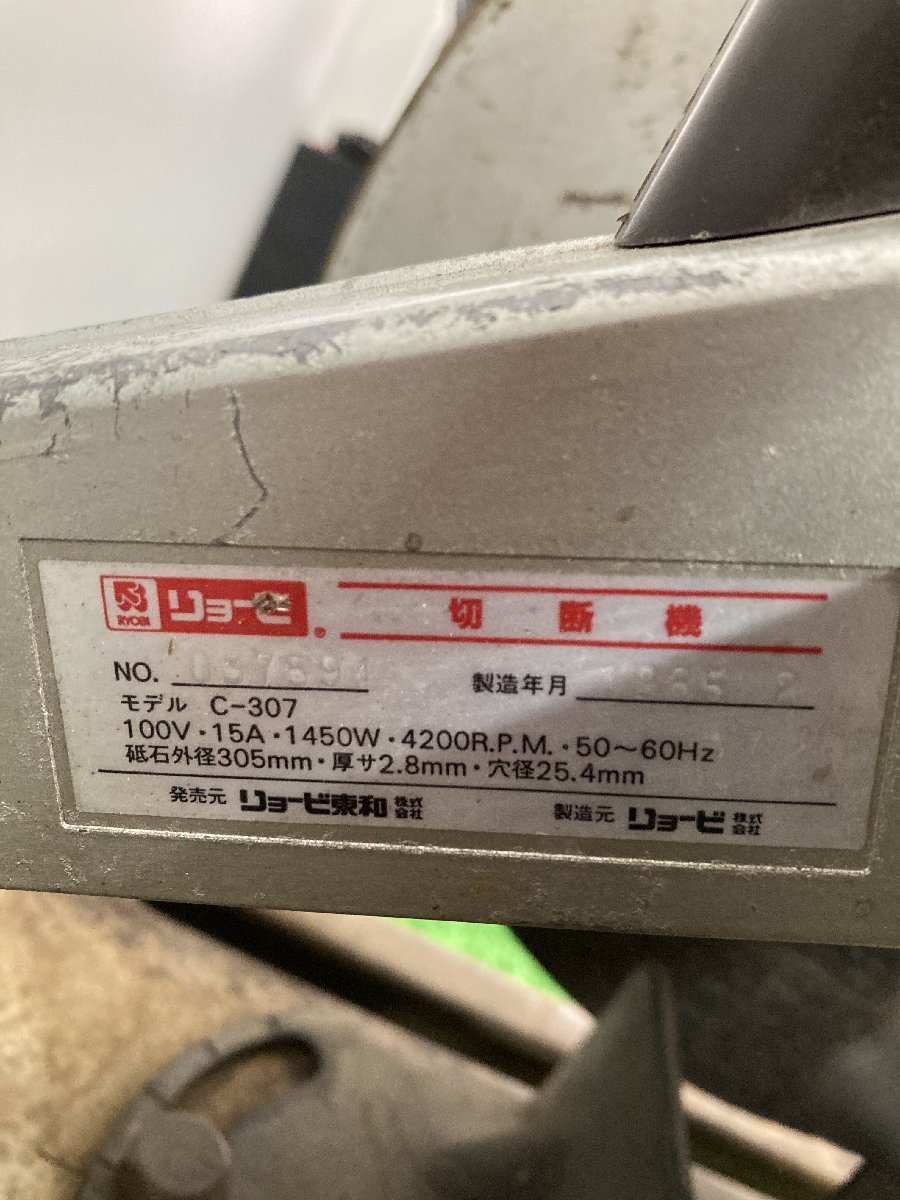 RYOBI リョービ®
切断機
NO. 製造年月
モデル C-307
100V・15A・1450W・4200R.P.M.・50〜60Hz
砥石外径305mm・厚サ2.8mm・穴径25.4mm
発売元 リョービ東和株式会社 製造元 リョービ株式会社